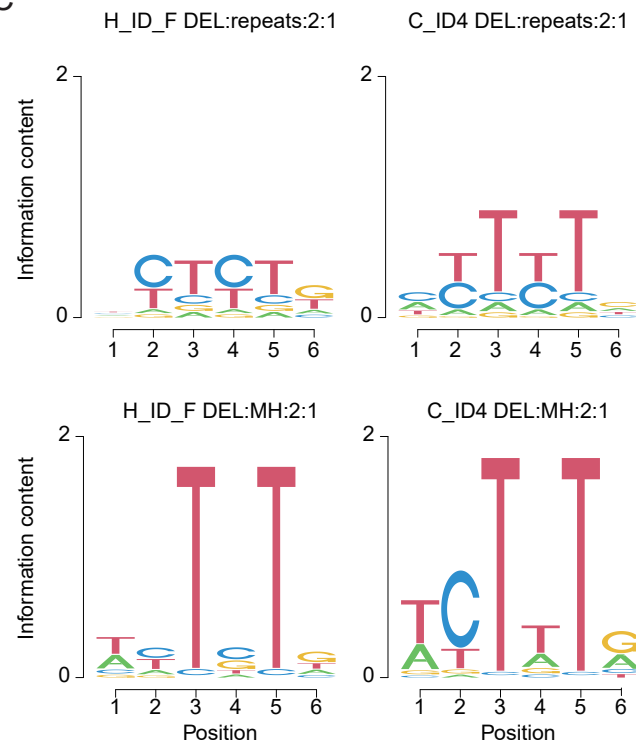 H_ID_F DEL:repeats:2:1
C_ID4 DEL:repeats:2:1
Information content
2
0
1 2 3 4 5 6
2
0
1 2 3 4 5 6
H_ID_F DEL:MH:2:1
C_ID4 DEL:MH:2:1
Information content
2
0
1 2 3 4 5 6
Position
2
0
1 2 3 4 5 6
Position